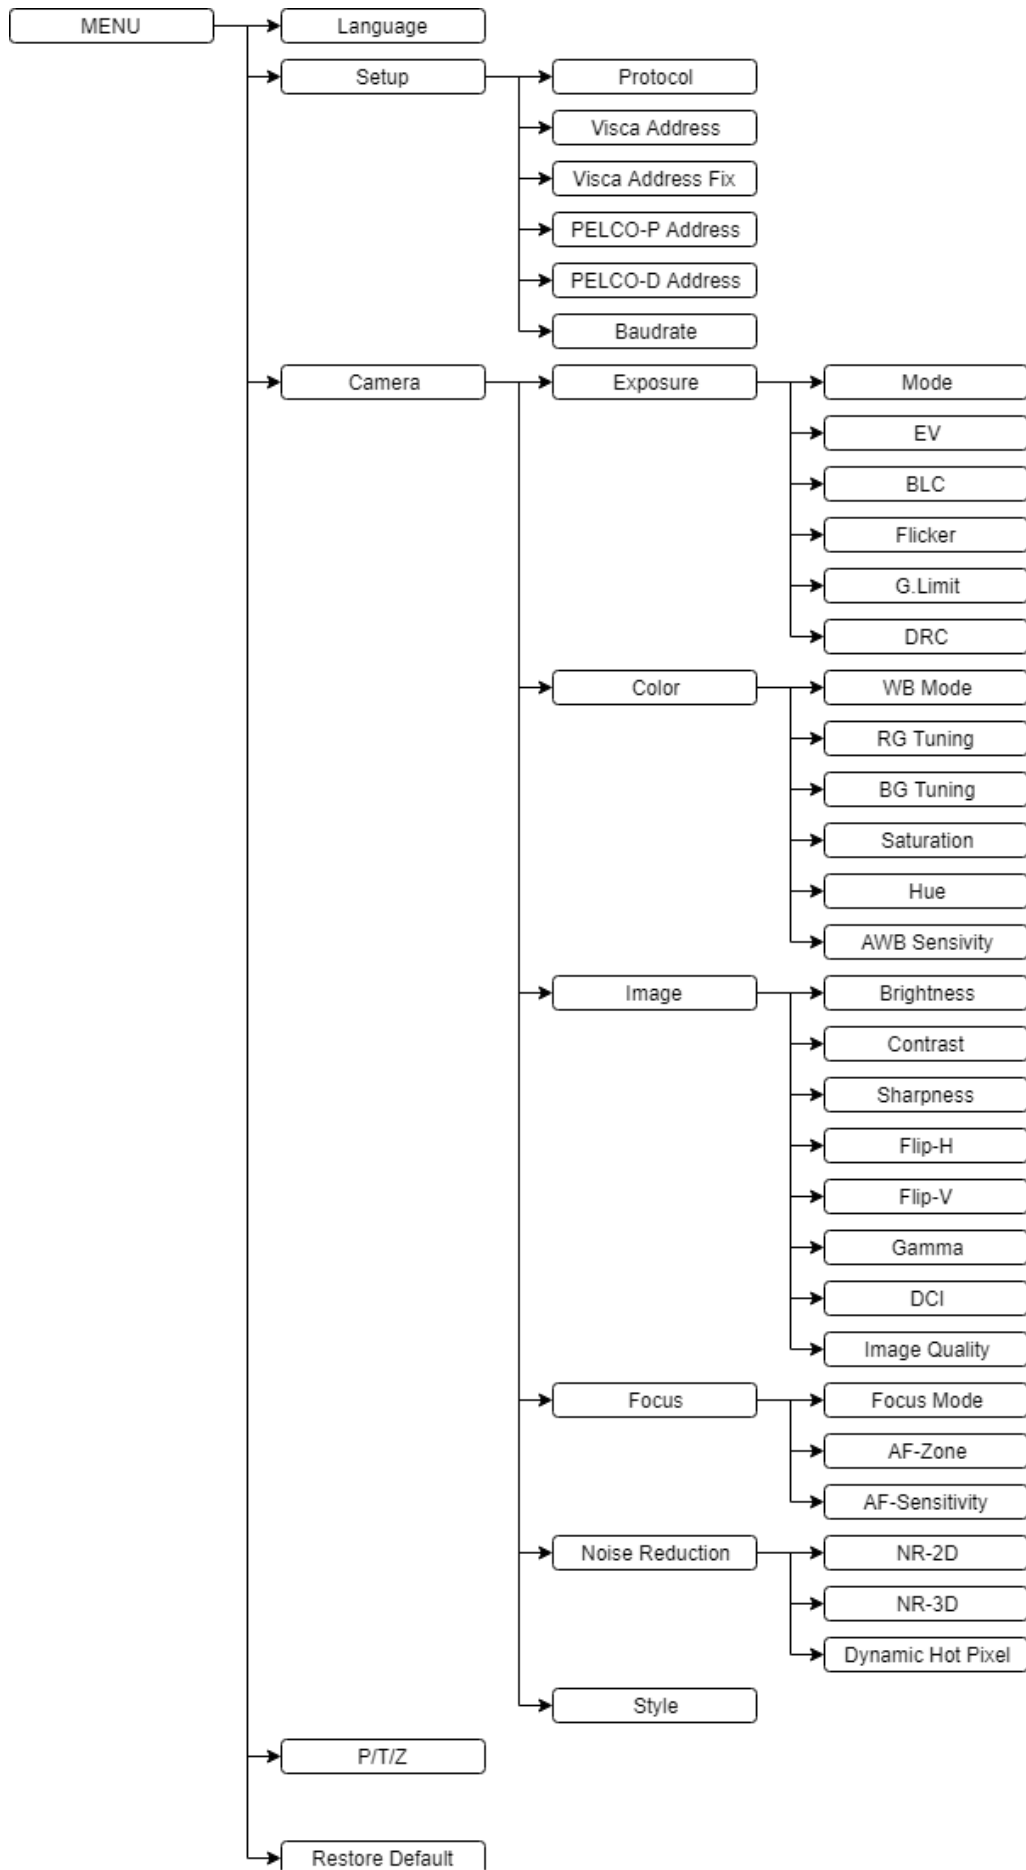 MENU
Language
Setup
Protocol
Visca Address
Visca Address Fix
PELCO-P Address
PELCO-D Address
Baudrate
Camera
Exposure
Mode
EV
BLC
Flicker
G.Limit
DRC
Color
WB Mode
RG Tuning
BG Tuning
Saturation
Hue
AWB Sensivity
Image
Brightness
Contrast
Sharpness
Flip-H
Flip-V
Gamma
DCI
Image Quality
Focus
Focus Mode
AF-Zone
AF-Sensitivity
Noise Reduction
NR-2D
NR-3D
Dynamic Hot Pixel
Style
P/T/Z
Restore Default